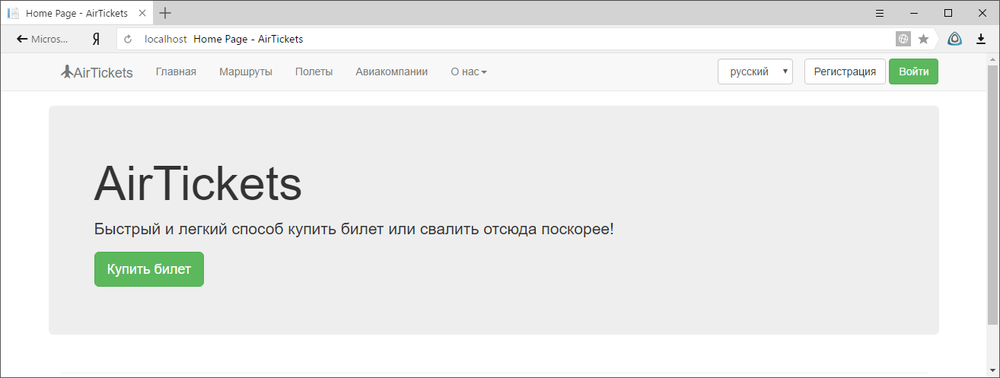 Home Page - AirTickets
Micros...
Я
localhost Home Page - AirTickets
AirTickets
Главная
Маршруты
Полеты
Авиакомпании
О нас
русский
Регистрация
Войти
AirTickets
Быстрый и легкий способ купить билет или свалить отсюда поскорее!
Купить билет